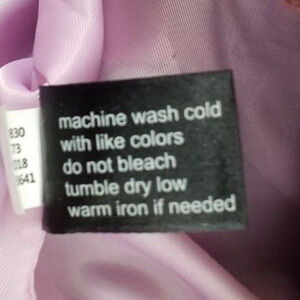 machine wash cold
with like colors
do not bleach
tumble dry low
warm iron if needed
830
73
018
9641